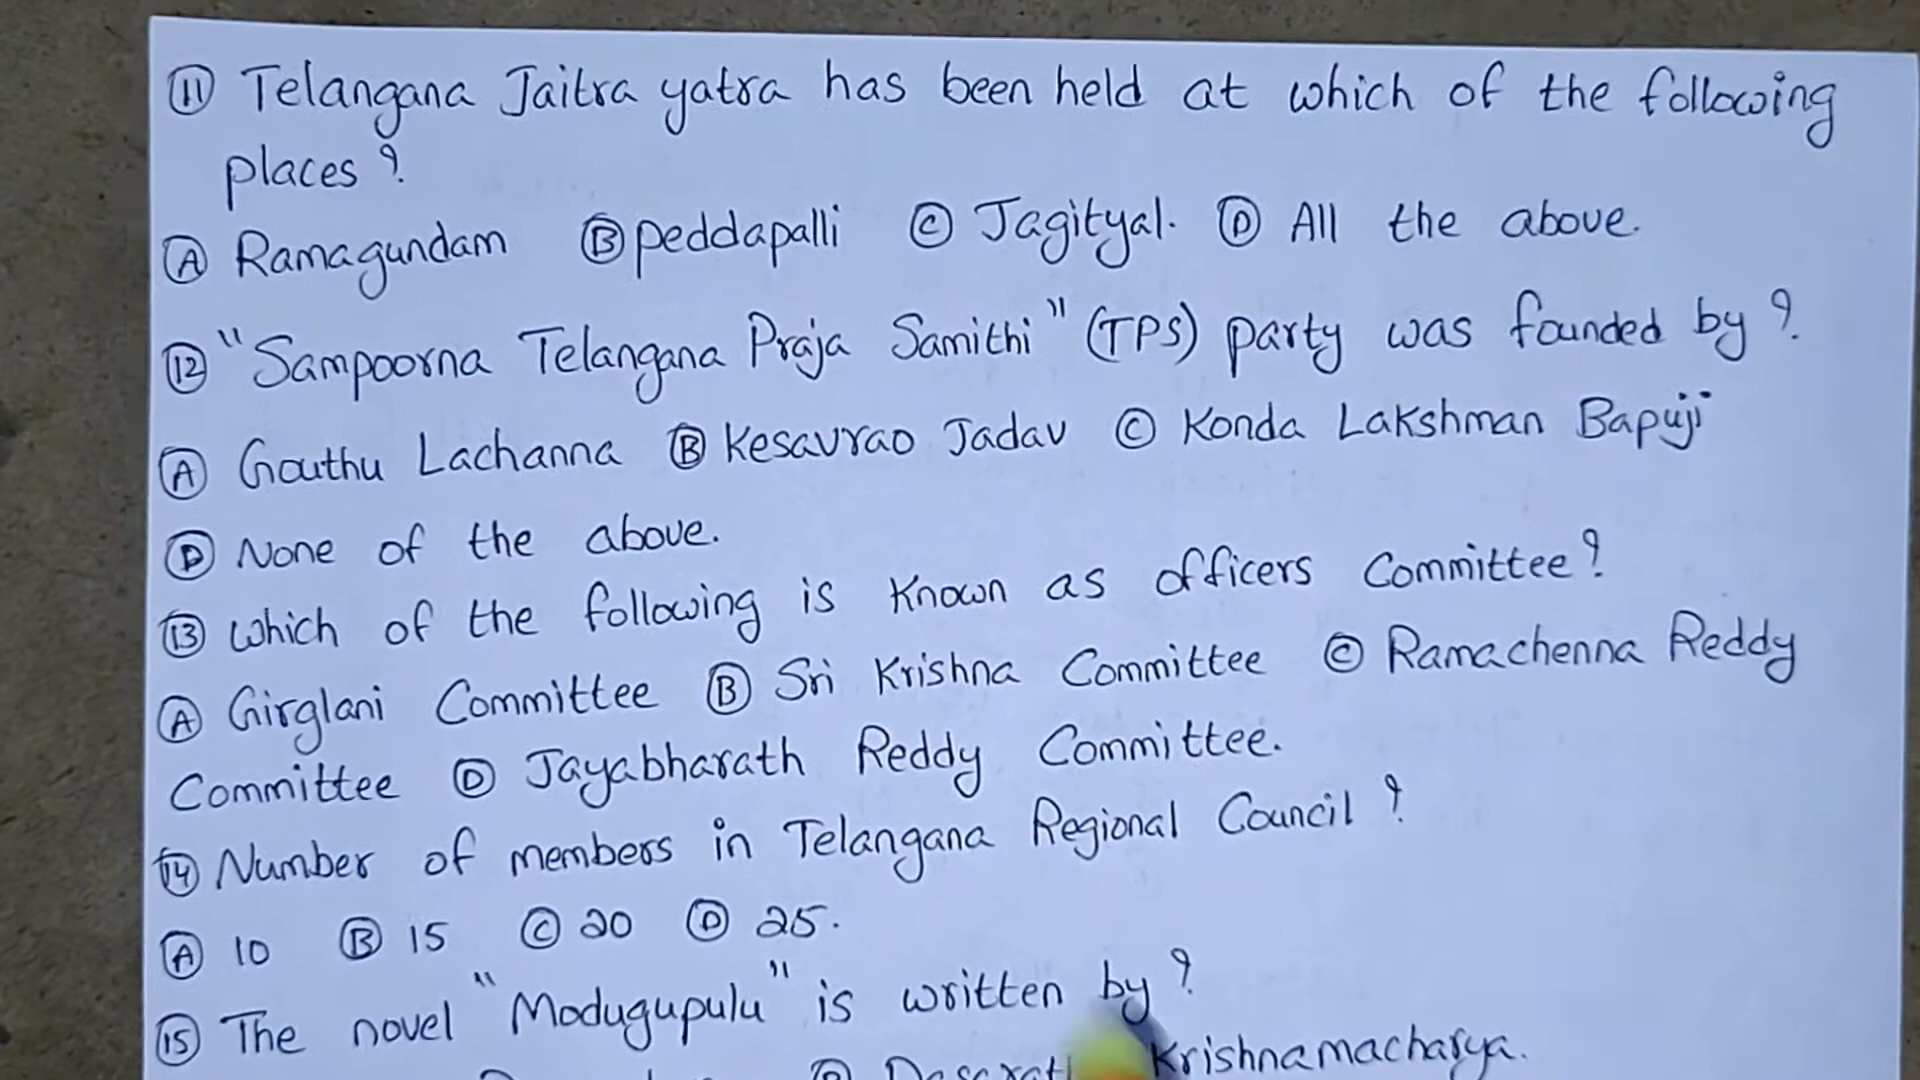 11 Telangana Jaitra yatra has been held at which of the following
places?
A Ramagundam B peddapalli C Jagityal. D All the above.
12 "Sampoorna Telangana Praja Samithi" (TPS) party was founded by?
A Gouthu Lachanna B Kesavrao Jadav C Konda Lakshman Bapuji
D None of the above.
13 which of the following is known as officers Committee?
A Girglani Committee B Sri Krishna Committee C Ramachenna Reddy
Committee D Jayabharath Reddy Committee.
14 Number of members in Telangana Regional Council?
A 10 B 15 C 20 D 25.
15 The novel "Modugupulu" is written by?
Krishnamacharya.